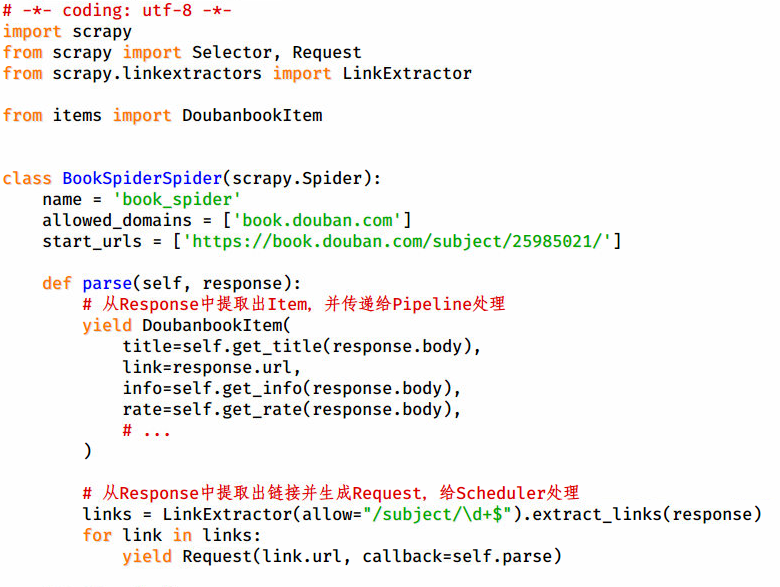 # -*- coding: utf-8 -*-
import scrapy
from scrapy import Selector, Request
from scrapy.linkextractors import LinkExtractor

from items import DoubanbookItem


class BookSpiderSpider(scrapy.Spider):
    name = 'book_spider'
    allowed_domains = ['book.douban.com']
    start_urls = ['https://book.douban.com/subject/25985021/']

    def parse(self, response):
        # 从Response中提取出Item，并传递给Pipeline处理
        yield DoubanbookItem(
            title=self.get_title(response.body),
            link=response.url,
            info=self.get_info(response.body),
            rate=self.get_rate(response.body),
            # ...
        )

        # 从Response中提取出链接并生成Request，给Scheduler处理
        links = LinkExtractor(allow="/subject/\d+$").extract_links(response)
        for link in links:
            yield Request(link.url, callback=self.parse)